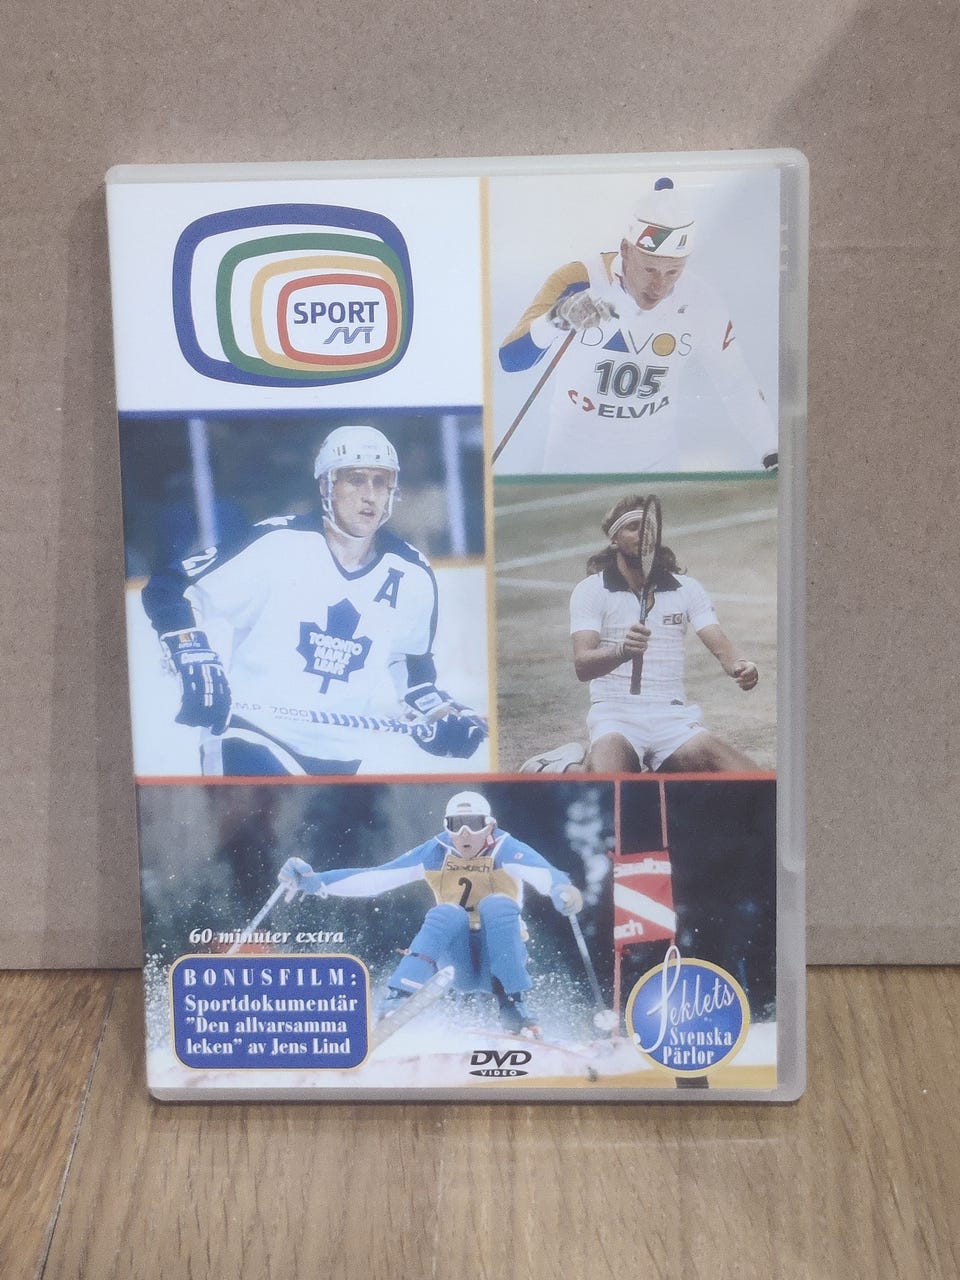 SPORT
SVT
DAVOS
105
ELVIA
A
TORONTO
MAPLE
LEAFS
M.P. 7000
2
60 minuter extra
BONUSFILM:
Sportdokumentär
"Den allvarsamma
leken" av Jens Lind
DVD
VIDEO
Seklets
Svenska
Pärlor